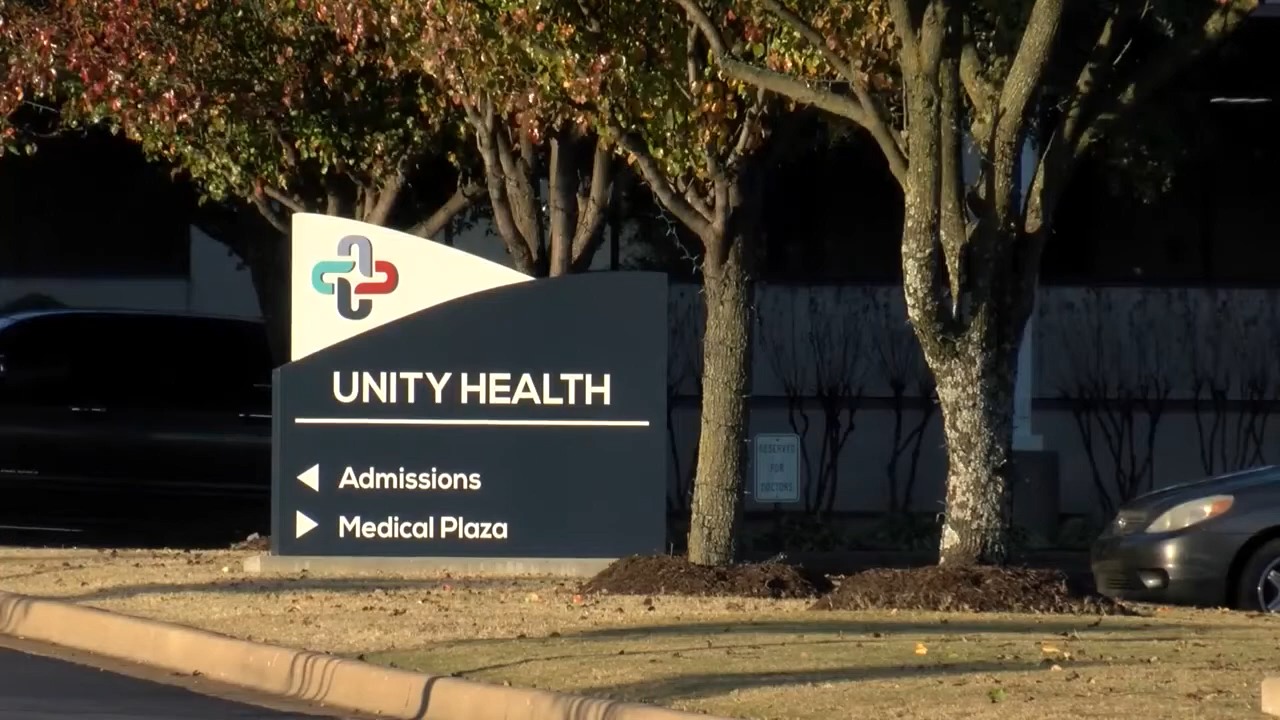 UNITY HEALTH
Admissions
Medical Plaza
RESERVED
FOR
DOCTORS